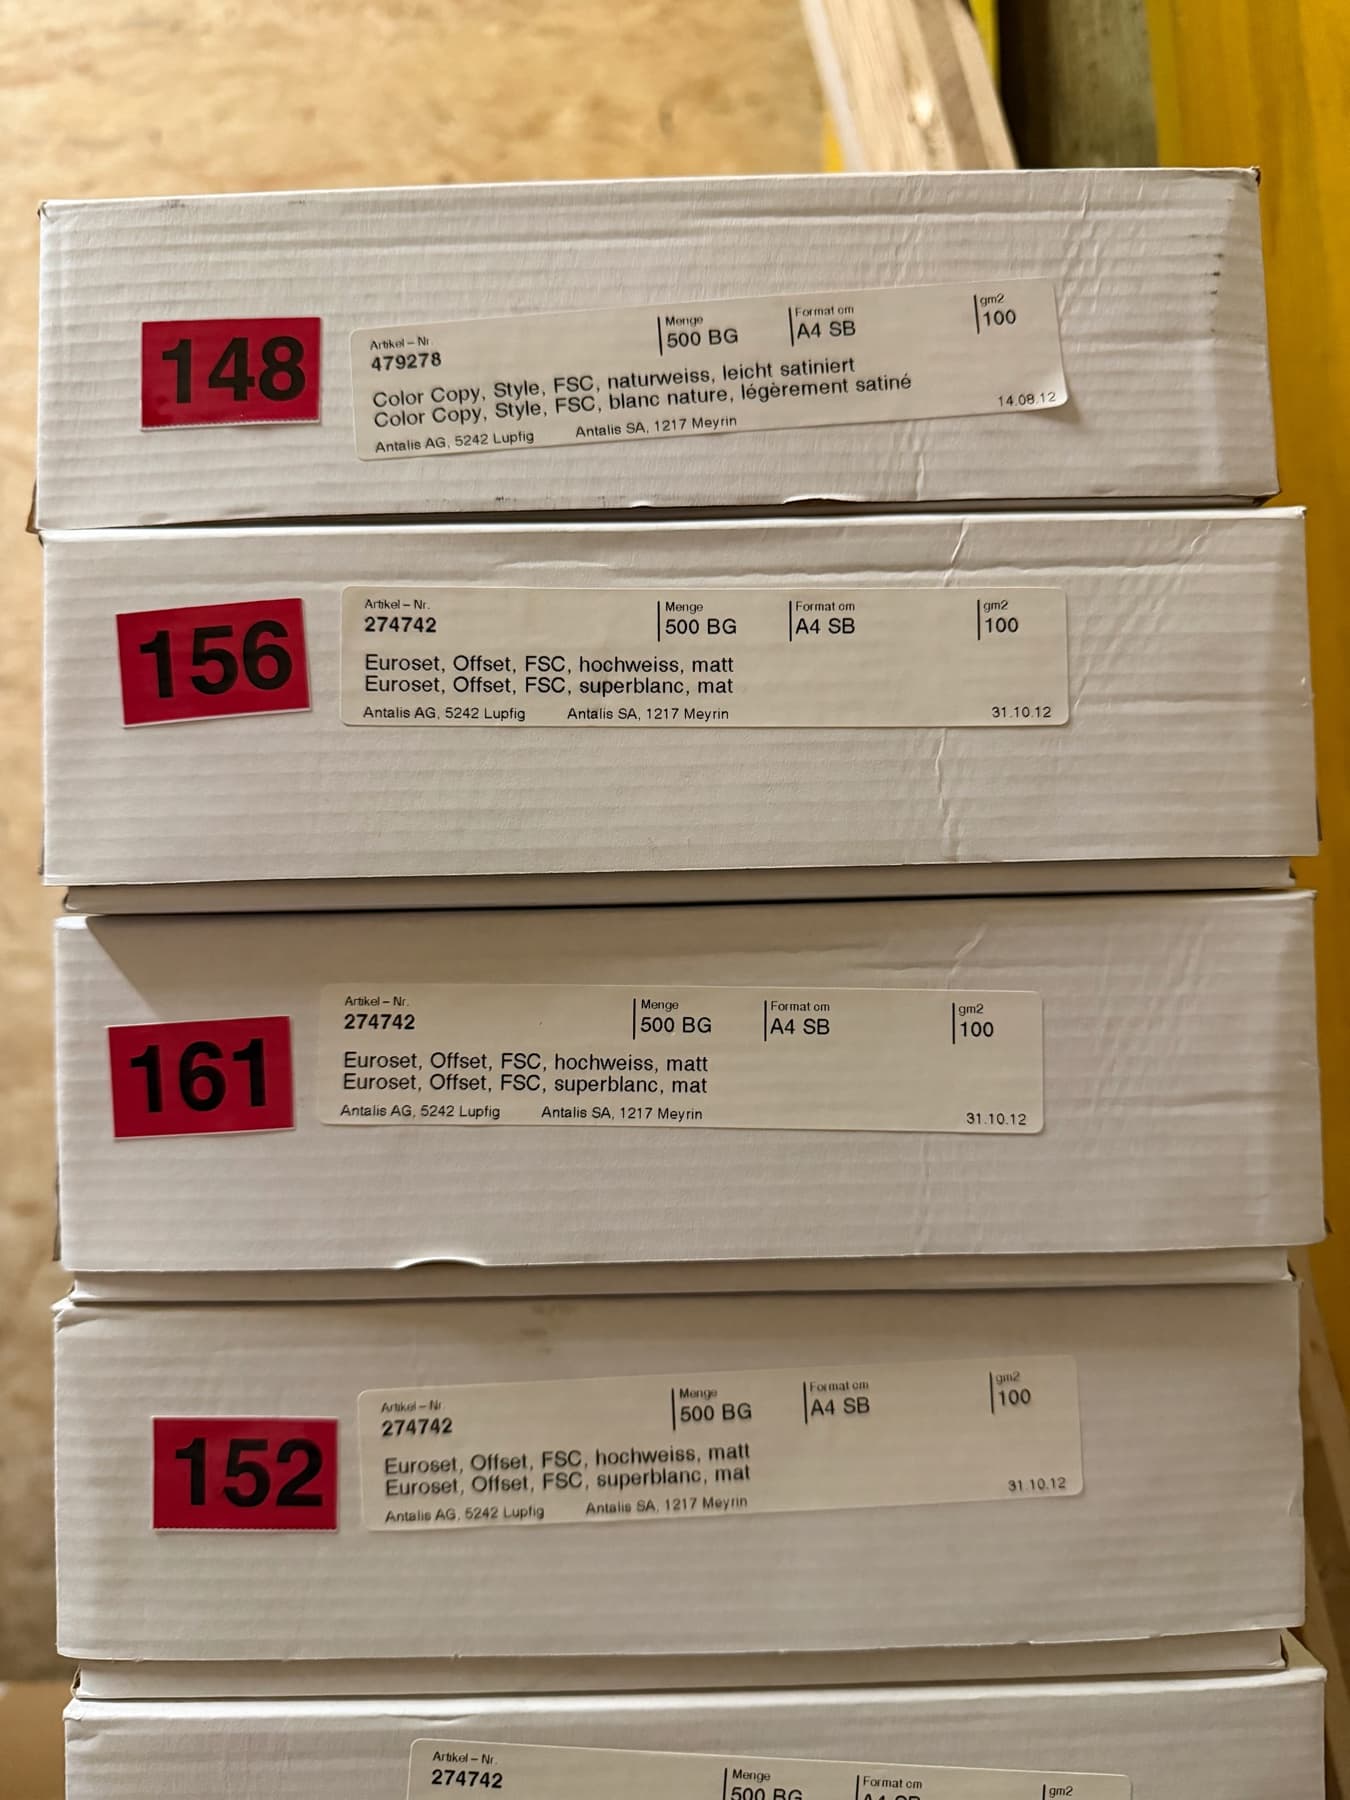 148
Artikel – Nr.
479278
Menge
500 BG
Format cm
A4 SB
gm2
100
Color Copy, Style, FSC, naturweiss, leicht satiniert
Color Copy, Style, FSC, blanc nature, légèrement satiné
Antalis AG, 5242 Lupfig Antalis SA, 1217 Meyrin
14.08.12
156
Artikel – Nr.
274742
Menge
500 BG
Format cm
A4 SB
gm2
100
Euroset, Offset, FSC, hochweiss, matt
Euroset, Offset, FSC, superblanc, mat
Antalis AG, 5242 Lupfig Antalis SA, 1217 Meyrin
31.10.12
161
Artikel – Nr.
274742
Menge
500 BG
Format cm
A4 SB
gm2
100
Euroset, Offset, FSC, hochweiss, matt
Euroset, Offset, FSC, superblanc, mat
Antalis AG, 5242 Lupfig Antalis SA, 1217 Meyrin
31.10.12
152
Artikel – Nr.
274742
Menge
500 BG
Format cm
A4 SB
gm2
100
Euroset, Offset, FSC, hochweiss, matt
Euroset, Offset, FSC, superblanc, mat
Antalis AG, 5242 Lupfig Antalis SA, 1217 Meyrin
31.10.12
Artikel – Nr.
274742
Menge
500 BG
Format cm
A4 SB
gm2